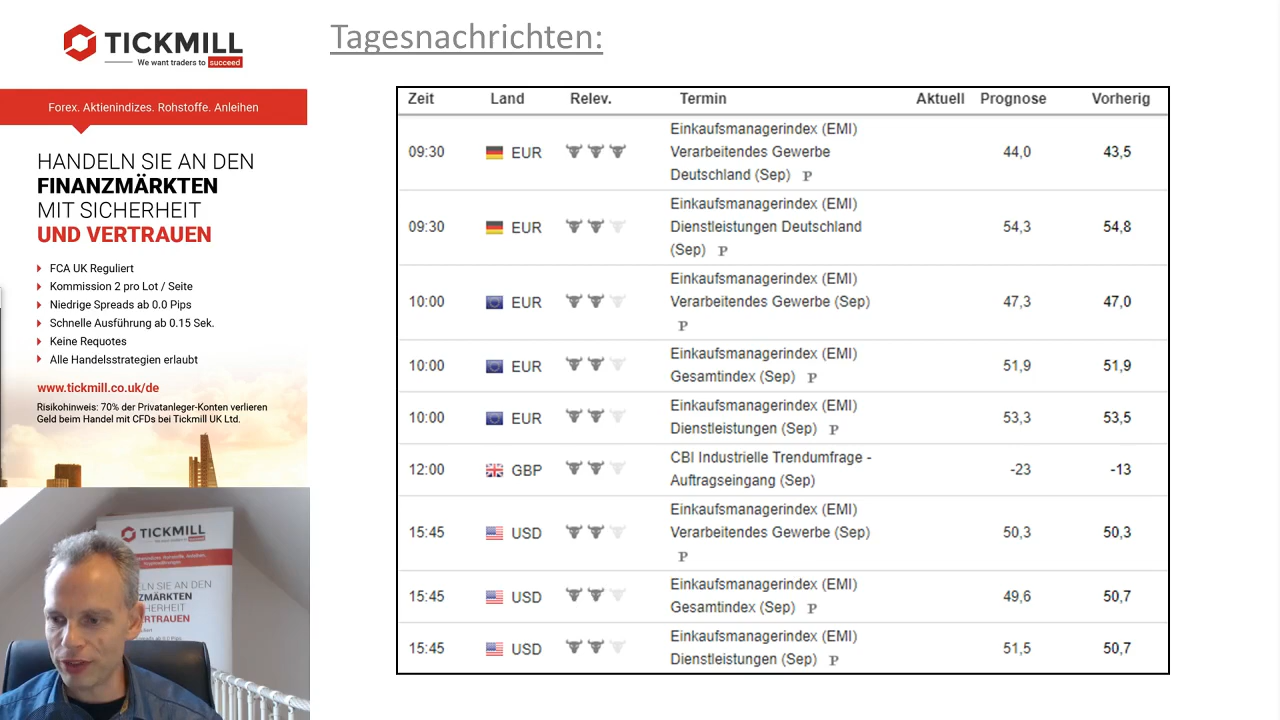 TICKMILL
We want traders to succeed
Forex. Aktienindizes. Rohstoffe. Anleihen
HANDELN SIE AN DEN
FINANZMÄRKTEN
MIT SICHERHEIT
UND VERTRAUEN
FCA UK Reguliert
Kommission 2 pro Lot / Seite
Niedrige Spreads ab 0.0 Pips
Schnelle Ausführung ab 0.15 Sek.
Keine Requotes
Alle Handelsstrategien erlaubt
www.tickmill.co.uk/de
Risikohinweis: 70% der Privatanleger-Konten verlieren
Geld beim Handel mit CFDs bei Tickmill UK Ltd.
TICKMILL
ELN SIE AN DEN
ZMÄRKTEN
HERHEIT
ERTRAUEN
Tagesnachrichten:
Zeit Land Relev. Termin Aktuell Prognose Vorherig
Einkaufsmanagerindex (EMI)
09:30 EUR Verarbeitendes Gewerbe 44,0 43,5
Deutschland (Sep) P
Einkaufsmanagerindex (EMI)
09:30 EUR Dienstleistungen Deutschland 54,3 54,8
(Sep) P
Einkaufsmanagerindex (EMI)
10:00 EUR Verarbeitendes Gewerbe (Sep) 47,3 47,0
P
Einkaufsmanagerindex (EMI)
10:00 EUR Gesamtindex (Sep) P 51,9 51,9
Einkaufsmanagerindex (EMI)
10:00 EUR Dienstleistungen (Sep) P 53,3 53,5
CBI Industrielle Trendumfrage -
12:00 GBP Auftragseingang (Sep) -23 -13
Einkaufsmanagerindex (EMI)
15:45 USD Verarbeitendes Gewerbe (Sep) 50,3 50,3
P
Einkaufsmanagerindex (EMI)
15:45 USD Gesamtindex (Sep) P 49,6 50,7
Einkaufsmanagerindex (EMI)
15:45 USD Dienstleistungen (Sep) P 51,5 50,7